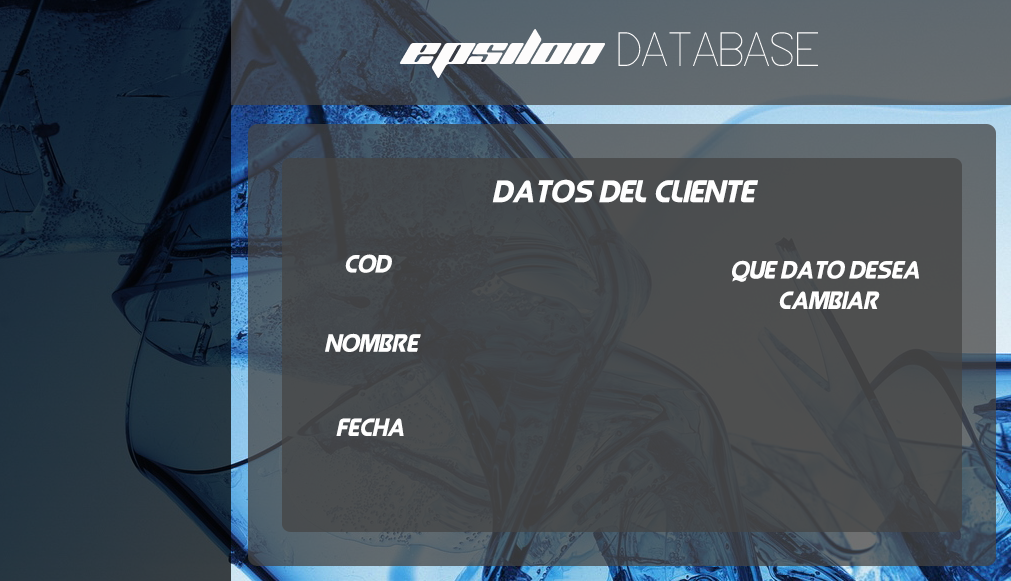 epsilon DATABASE
DATOS DEL CLIENTE
COD
NOMBRE
FECHA
QUE DATO DESEA
CAMBIAR